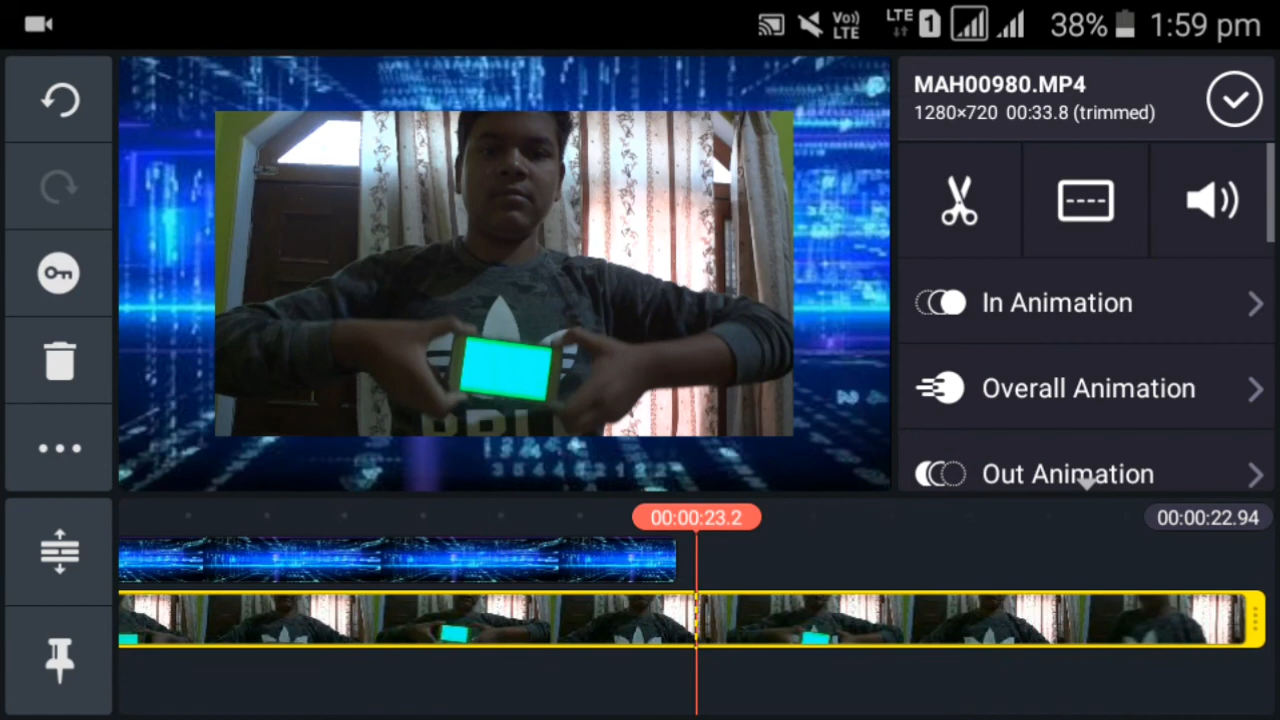 Vo)) LTE LTE 1 38% 1:59 pm
MAH00980.MP4
1280×720 00:33.8 (trimmed)
In Animation
Overall Animation
Out Animation
00:00:23.2
00:00:22.94